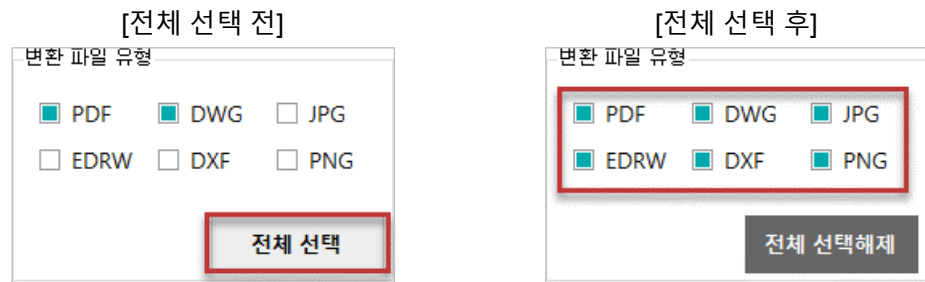 [전체 선택 전]
변환 파일 유형
PDF DWG JPG
EDRW DXF PNG
전체 선택
[전체 선택 후]
변환 파일 유형
PDF DWG JPG
EDRW DXF PNG
전체 선택해제